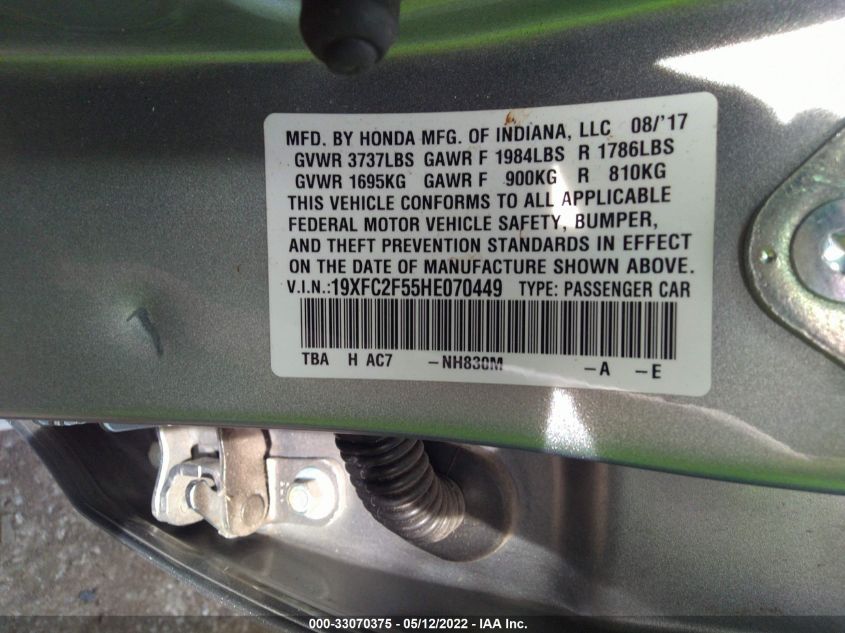 MFD. BY HONDA MFG. OF INDIANA, LLC 08/'17
GVWR 3737LBS GAWR F 1984LBS R 1786LBS
GVWR 1695KG GAWR F 900KG R 810KG
THIS VEHICLE CONFORMS TO ALL APPLICABLE
FEDERAL MOTOR VEHICLE SAFETY, BUMPER,
AND THEFT PREVENTION STANDARDS IN EFFECT
ON THE DATE OF MANUFACTURE SHOWN ABOVE.
V.I.N.:19XFC2F55HE070449 TYPE: PASSENGER CAR
TBA H AC7 -NH830M -A -E
000-33070375 - 05/12/2022 - IAA Inc.